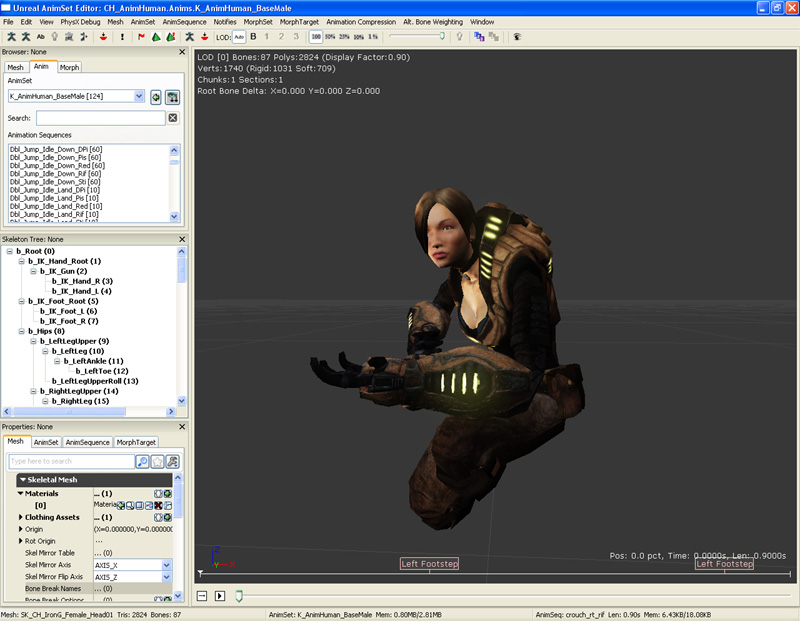 Unreal AnimSet Editor: CH_AnimHuman.Anims.K_AnimHuman_BaseMale
File Edit View PhysX Debug Mesh AnimSet AnimSequence Notifies MorphSet MorphTarget Animation Compression Alt. Bone Weighting Window
Ab LOD: Auto B 1 2 3 100 50% 25% 10% 1%
Browser: None
Mesh Anim Morph
AnimSet
K_AnimHuman_BaseMale [124]
Search:
Animation Sequences
Dbl_Jump_Idle_Down_DPi [60]
Dbl_Jump_Idle_Down_Pis [60]
Dbl_Jump_Idle_Down_Red [60]
Dbl_Jump_Idle_Down_Rif [60]
Dbl_Jump_Idle_Down_Sti [60]
Dbl_Jump_Idle_Land_DPi [10]
Dbl_Jump_Idle_Land_Pis [10]
Dbl_Jump_Idle_Land_Red [10]
Dbl_Jump_Idle_Land_Rif [10]
Dbl_Jump_Idle_Land_Sti [10]
Skeleton Tree: None
b_Root (0)
b_IK_Hand_Root (1)
b_IK_Gun (2)
b_IK_Hand_R (3)
b_IK_Hand_L (4)
b_IK_Foot_Root (5)
b_IK_Foot_L (6)
b_IK_Foot_R (7)
b_Hips (8)
b_LeftLegUpper (9)
b_LeftLeg (10)
b_LeftAnkle (11)
b_LeftToe (12)
b_LeftLegUpperRoll (13)
b_RightLegUpper (14)
b_RightLeg (15)
Properties: None
Mesh AnimSet AnimSequence MorphTarget
Type here to search
Skeletal Mesh
Materials ... (1)
[0] Materia
Clothing Assets ... (1)
Origin (X=0.000000,Y=0.00000
Rot Origin ...
Skel Mirror Table ... (0)
Skel Mirror Axis AXIS_X
Skel Mirror Flip Axis AXIS_Z
Bone Break Names ... (0)
Bone Break Options ... (0)
LOD [0] Bones:87 Polys:2824 (Display Factor:0.90)
Verts:1740 (Rigid:1031 Soft:709)
Chunks:1 Sections:1
Root Bone Delta: X=0.000 Y=0.000 Z=0.000
Z
Y X
Pos: 0.0 pct, Time: 0.0000s, Len: 0.9000s
Left Footstep Left Footstep
Mesh: SK_CH_IronG_Female_Head01 Tris: 2824 Bones: 87 AnimSet: K_AnimHuman_BaseMale Mem: 0.80MB/2.81MB AnimSeq: crouch_rt_rif Len: 0.90s Mem: 6.43KB/18.08KB